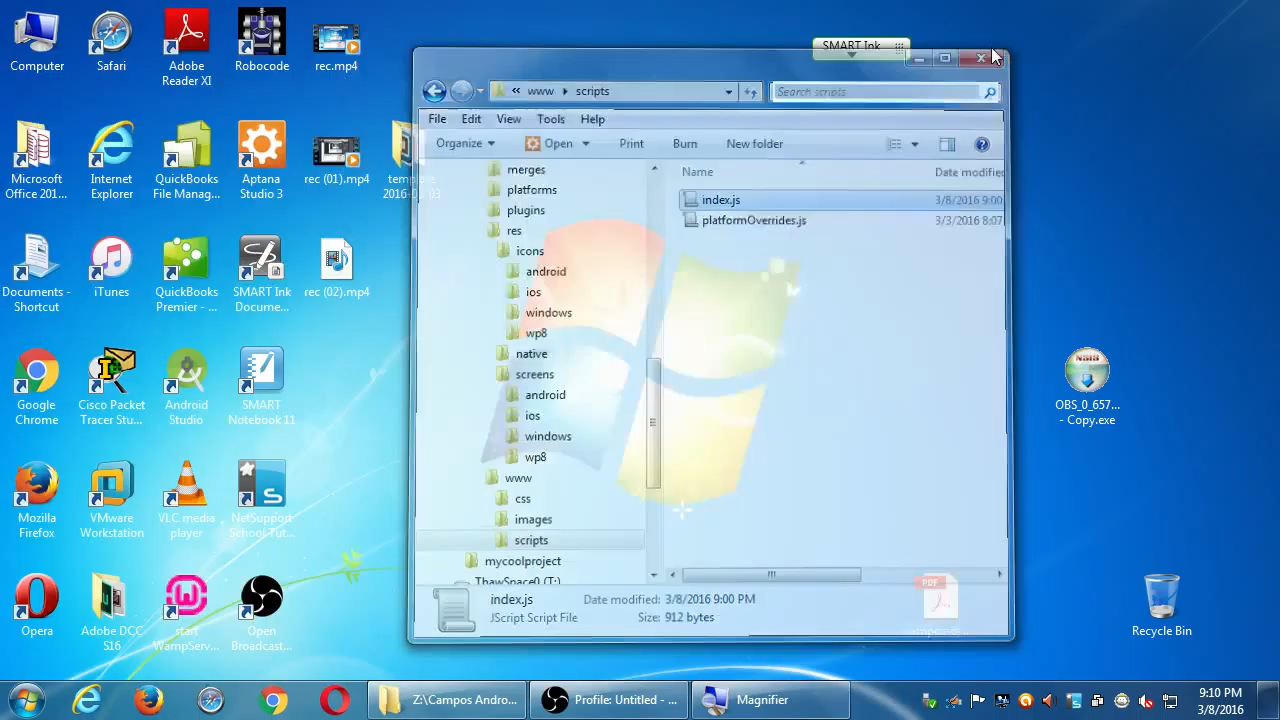 Computer
Safari
Adobe
Reader XI
Robocode
rec.mp4
Microsoft
Office 201...
Internet
Explorer
QuickBooks
File Manag...
Aptana
Studio 3
rec (01).mp4
Documents -
Shortcut
iTunes
QuickBooks
Premier - ...
SMART Ink
Docume...
rec (02).mp4
Google
Chrome
Cisco Packet
Tracer Stu...
Android
Studio
SMART
Notebook 11
Mozilla
Firefox
VMware
Workstation
VLC media
player
NetSupport
School Tut...
Opera
Adobe DCC
S16
start
WampServ...
Open
Broadcast...
SMART Ink
« www scripts
Search scripts
File Edit View Tools Help
Organize Open Print Burn New folder
merges
platforms
plugins
res
icons
android
ios
windows
wp8
native
screens
android
ios
windows
wp8
www
css
images
scripts
mycoolproject
ThawSpace0 (T:)
Name Date modified
index.js 3/8/2016 9:00
platformOverrides.js 3/3/2016 8:07
index.js Date modified: 3/8/2016 9:00 PM
JScript Script File Size: 912 bytes
PDF
OBS_0_657...
- Copy.exe
Recycle Bin
Z:\Campos Andro...
Profile: Untitled - ...
Magnifier
9:10 PM
3/8/2016